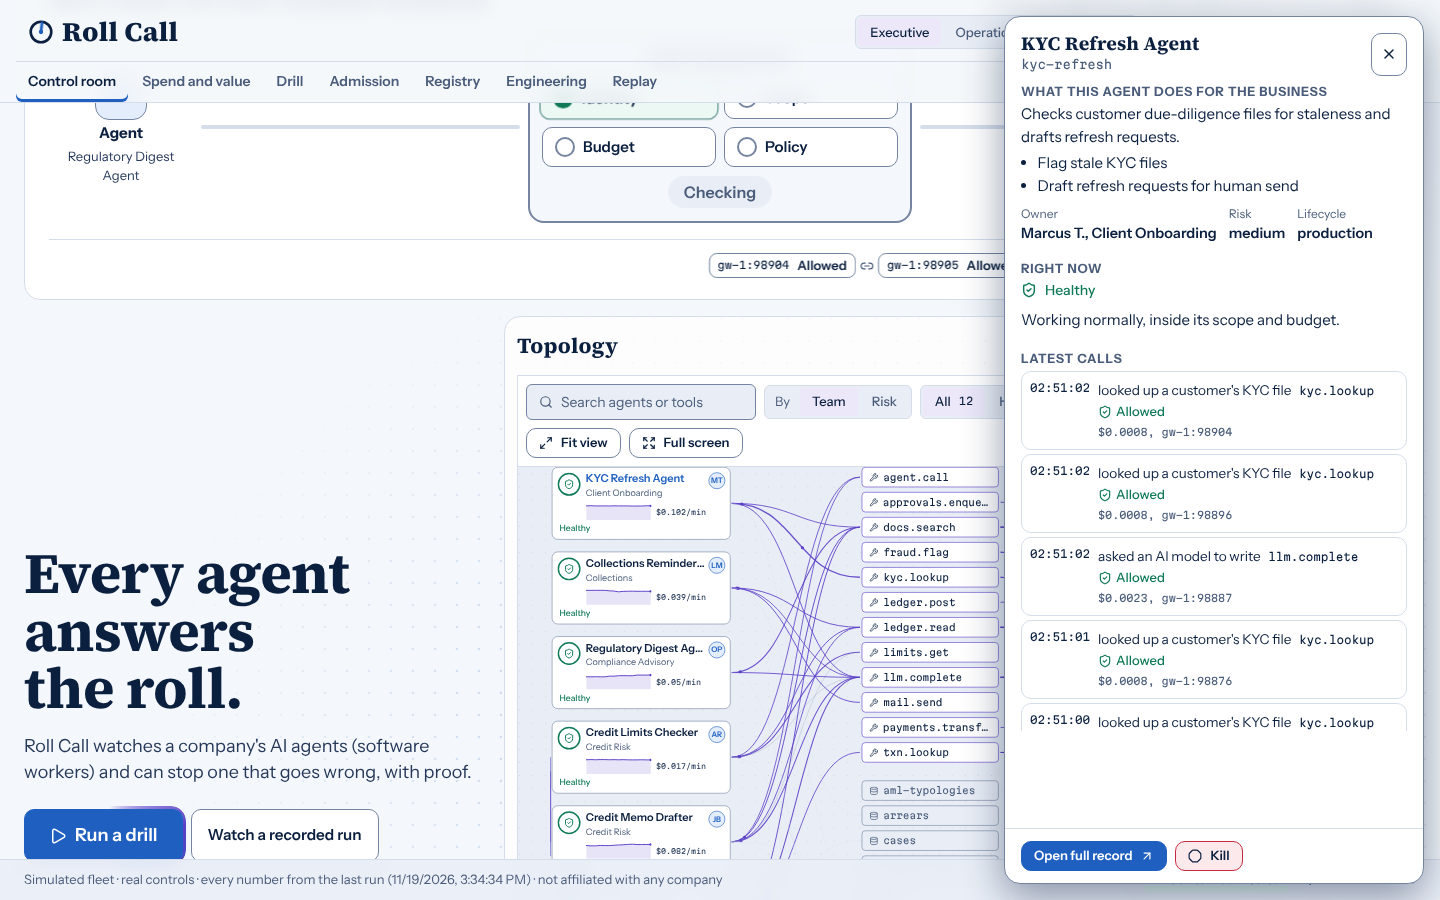 Roll Call
Executive
Control room
Spend and value
Drill
Admission
Registry
Engineering
Replay
Agent
Regulatory Digest
Agent
Budget
Policy
Checking
gw-1:98904 Allowed
gw-1:98905
Topology
Search agents or tools
By Team Risk
All 12
Fit view
Full screen
KYC Refresh Agent MT
Client Onboarding
$0.102/min
Healthy
Collections Reminder... LM
Collections
$0.039/min
Healthy
Regulatory Digest Ag... OP
Compliance Advisory
$0.05/min
Healthy
Credit Limits Checker AR
Credit Risk
$0.017/min
Healthy
Credit Memo Drafter JB
Credit Risk
$0.082/min
agent.call
approvals.enque…
docs.search
fraud.flag
kyc.lookup
ledger.post
ledger.read
limits.get
llm.complete
mail.send
payments.transf…
txn.lookup
aml-typologies
arrears
cases
Every agent
answers
the roll.
Roll Call watches a company's AI agents (software
workers) and can stop one that goes wrong, with proof.
Run a drill
Watch a recorded run
Simulated fleet · real controls · every number from the last run (11/19/2026, 3:34:34 PM) · not affiliated with any company
KYC Refresh Agent
kyc-refresh
WHAT THIS AGENT DOES FOR THE BUSINESS
Checks customer due-diligence files for staleness and
drafts refresh requests.
• Flag stale KYC files
• Draft refresh requests for human send
Owner Risk Lifecycle
Marcus T., Client Onboarding medium production
RIGHT NOW
Healthy
Working normally, inside its scope and budget.
LATEST CALLS
02:51:02 looked up a customer's KYC file kyc.lookup
Allowed
$0.0008, gw-1:98904
02:51:02 looked up a customer's KYC file kyc.lookup
Allowed
$0.0008, gw-1:98896
02:51:02 asked an AI model to write llm.complete
Allowed
$0.0023, gw-1:98887
02:51:01 looked up a customer's KYC file kyc.lookup
Allowed
$0.0008, gw-1:98876
02:51:00 looked up a customer's KYC file kyc.lookup
Open full record
Kill